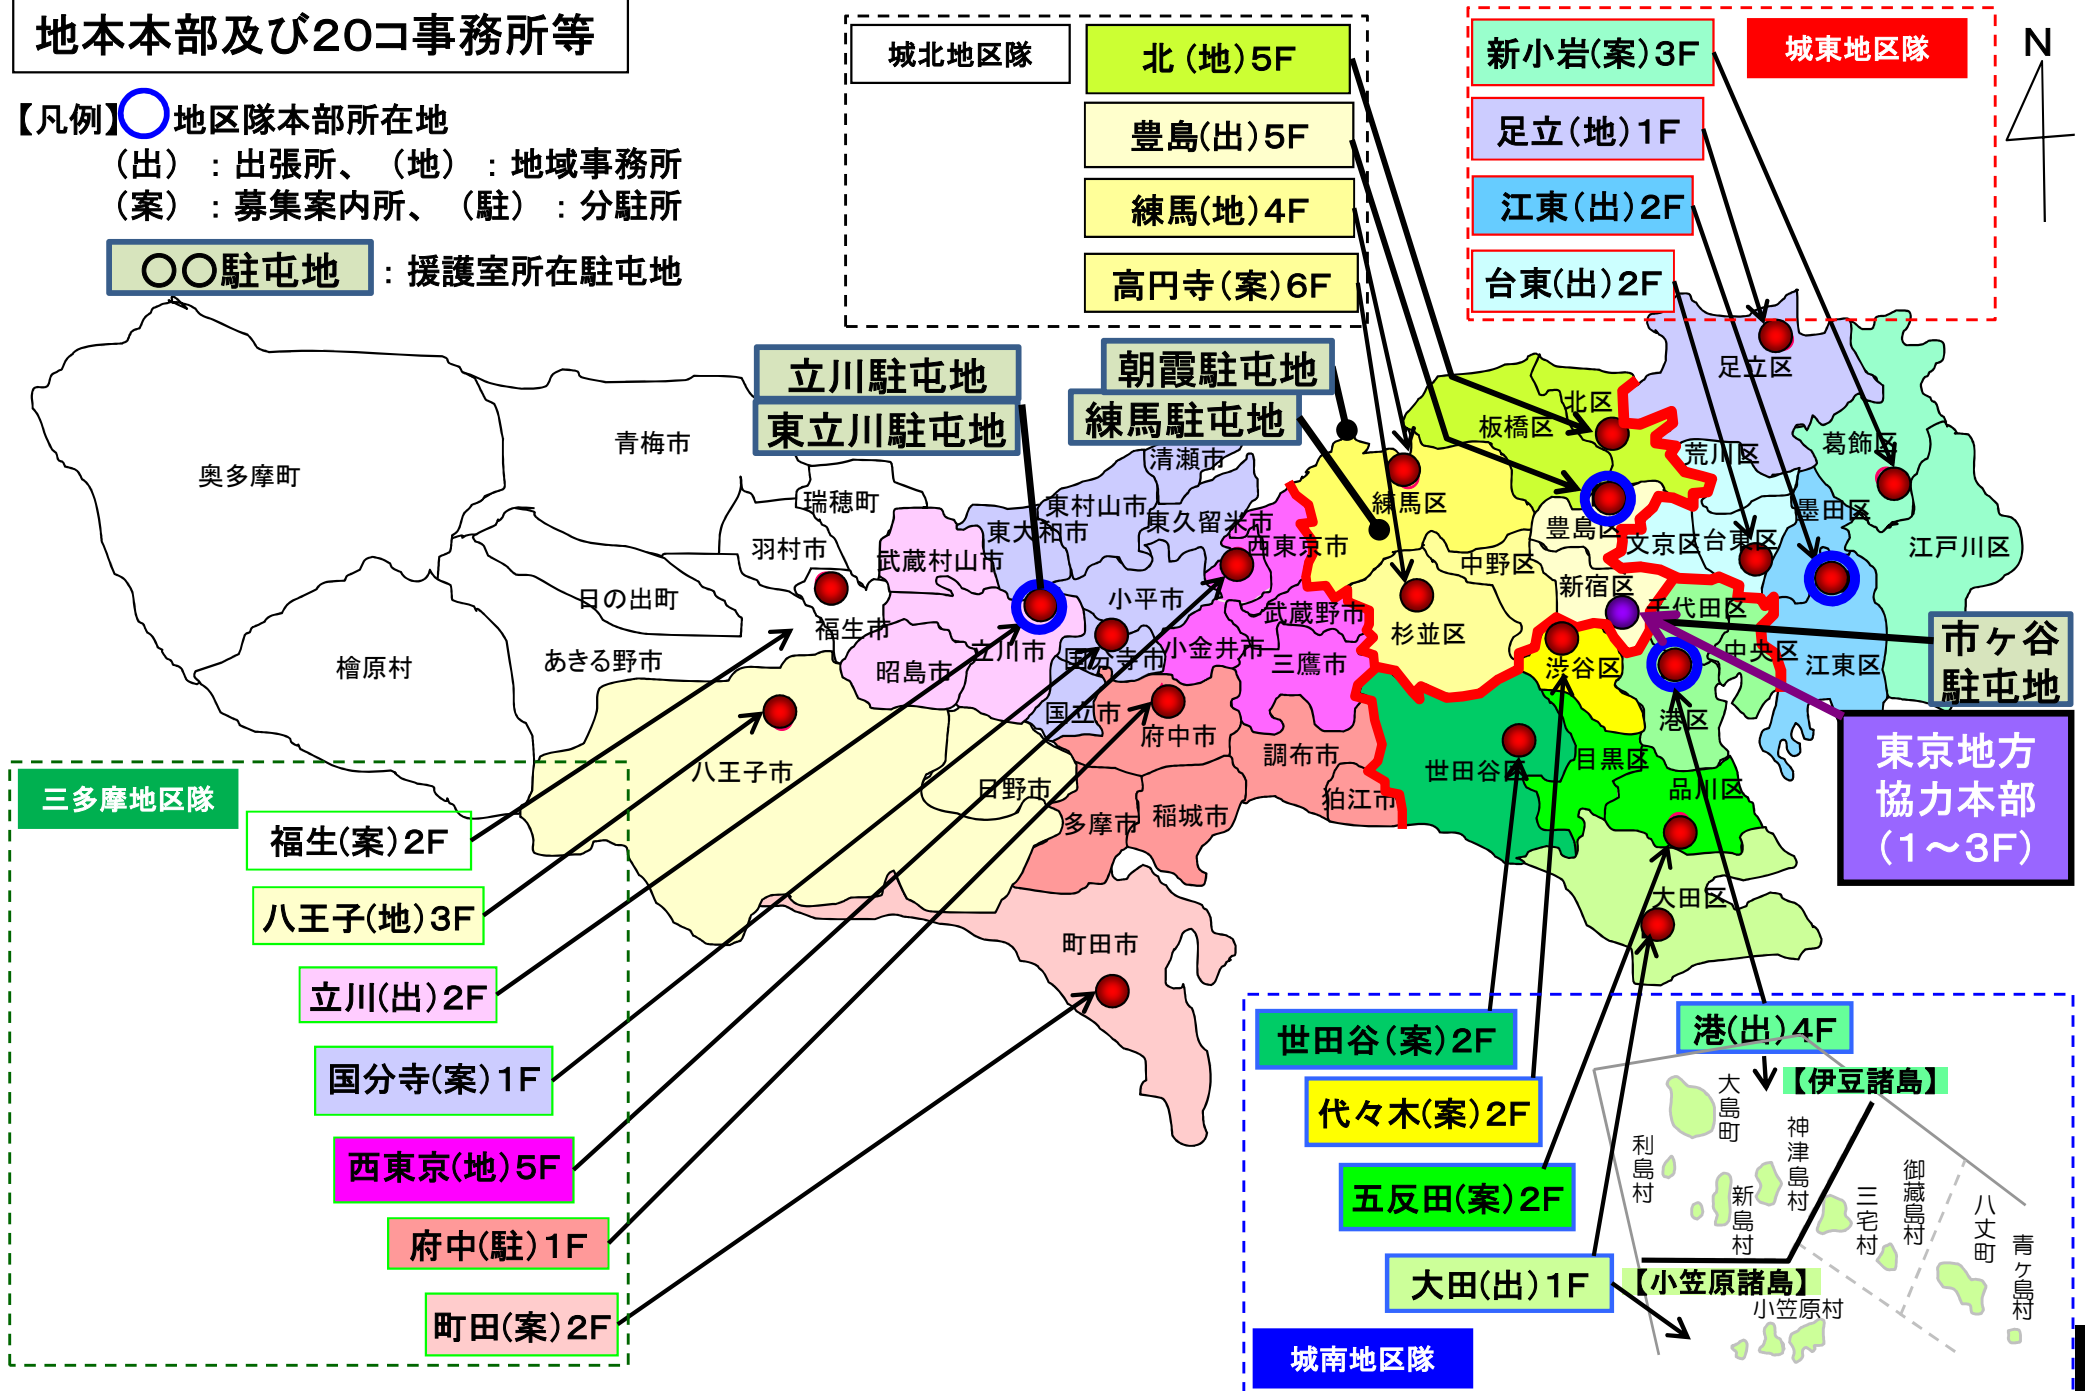 地本本部及び20コ事務所等
【凡例】○地区隊本部所在地
（出）：出張所、（地）：地域事務所
（案）：募集案内所、（駐）：分駐所
〇〇駐屯地：援護室所在駐屯地
城北地区隊
北（地）5F
豊島(出)5F
練馬(地)4F
高円寺（案）6F
城東地区隊
新小岩(案)3F
足立（地）1F
江東（出）2F
台東(出)2F
N
立川駐屯地
東立川駐屯地
朝霞駐屯地
練馬駐屯地
市ヶ谷
駐屯地
東京地方
協力本部
（1～3F）
奥多摩町
青梅市
瑞穂町
羽村市
日の出町
福生市
あきる野市
檜原村
武蔵村山市
東大和市
東村山市
清瀬市
東久留米市
西東京市
小平市
立川市
昭島市
国分寺市
国立市
小金井市
武蔵野市
三鷹市
府中市
調布市
狛江市
八王子市
日野市
多摩市
稲城市
町田市
練馬区
板橋区
北区
豊島区
中野区
杉並区
新宿区
足立区
荒川区
葛飾区
墨田区
江戸川区
文京区
台東区
千代田区
中央区
江東区
渋谷区
港区
世田谷区
目黒区
品川区
大田区
三多摩地区隊
福生(案)2F
八王子(地)3F
立川(出)2F
国分寺(案)1F
西東京(地)5F
府中(駐)1F
町田(案)2F
城南地区隊
世田谷（案）2F
代々木(案)2F
五反田(案)2F
大田(出)1F
港(出)4F
【伊豆諸島】
大島町
利島村
新島村
神津島村
三宅村
御蔵島村
八丈町
青ヶ島村
【小笠原諸島】
小笠原村